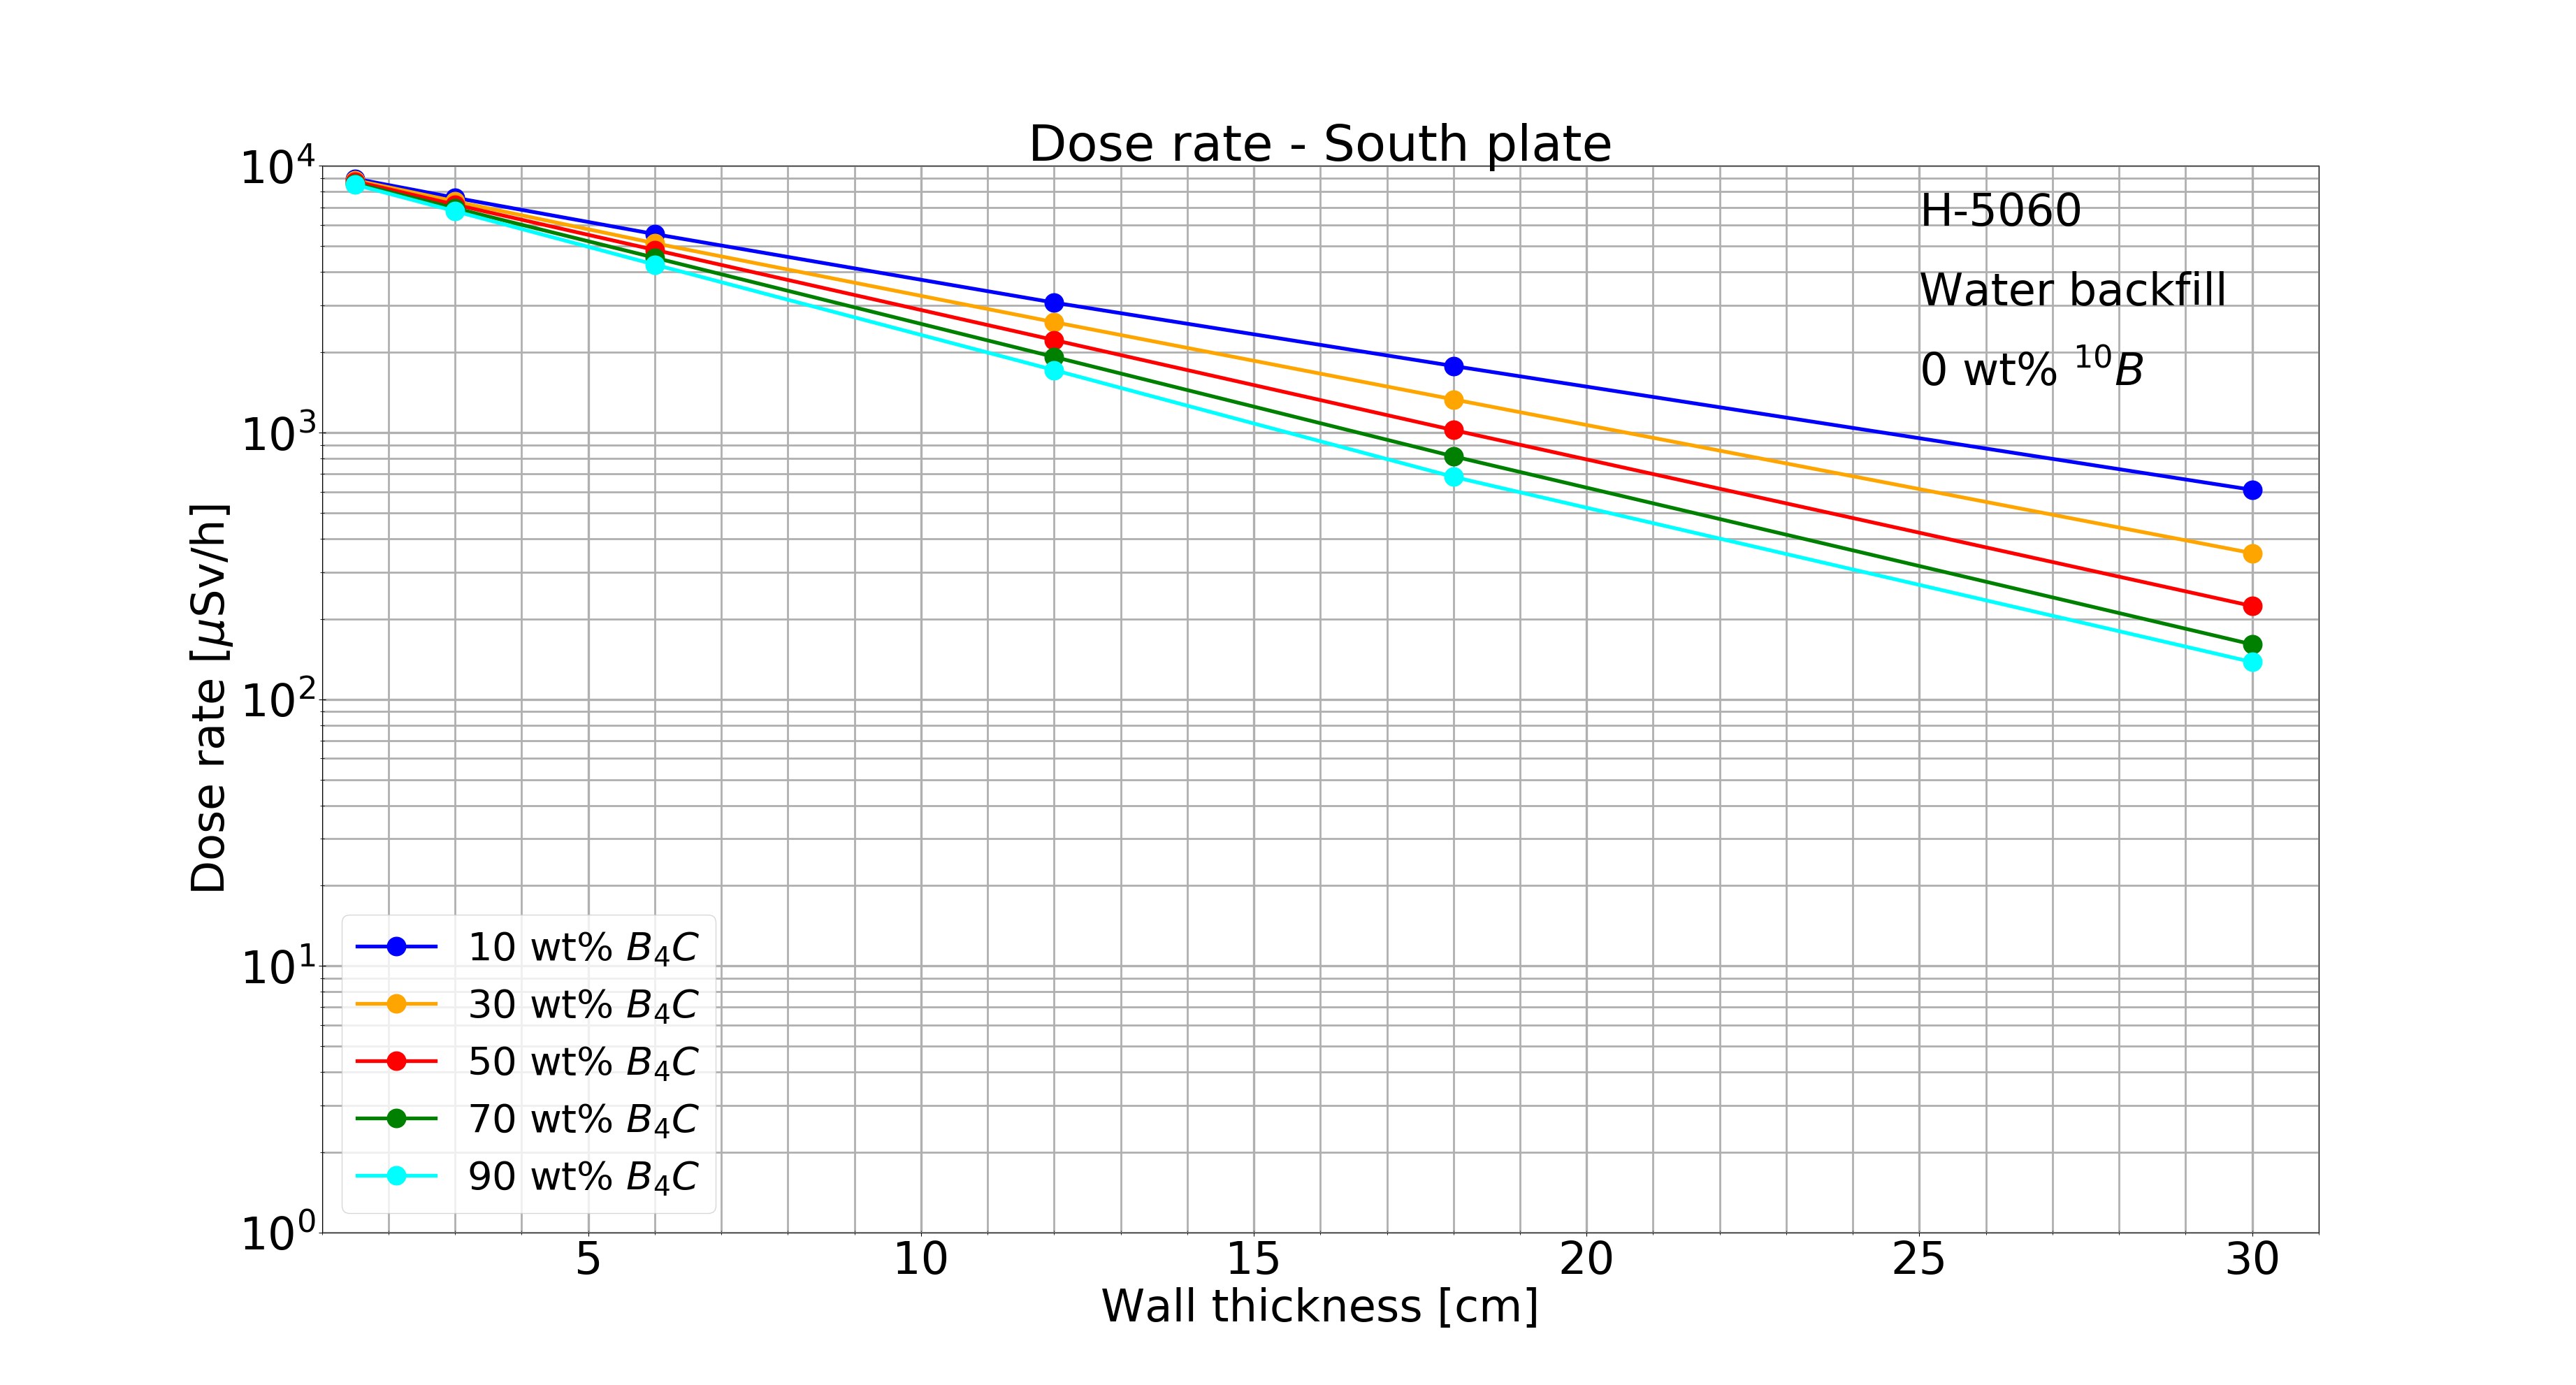 Dose rate - South plate
10⁴
10³
10²
10¹
10⁰
Dose rate [μSv/h]
H-5060
Water backfill
0 wt% ¹⁰B
10 wt% B₄C
30 wt% B₄C
50 wt% B₄C
70 wt% B₄C
90 wt% B₄C
5 10 15 20 25 30
Wall thickness [cm]